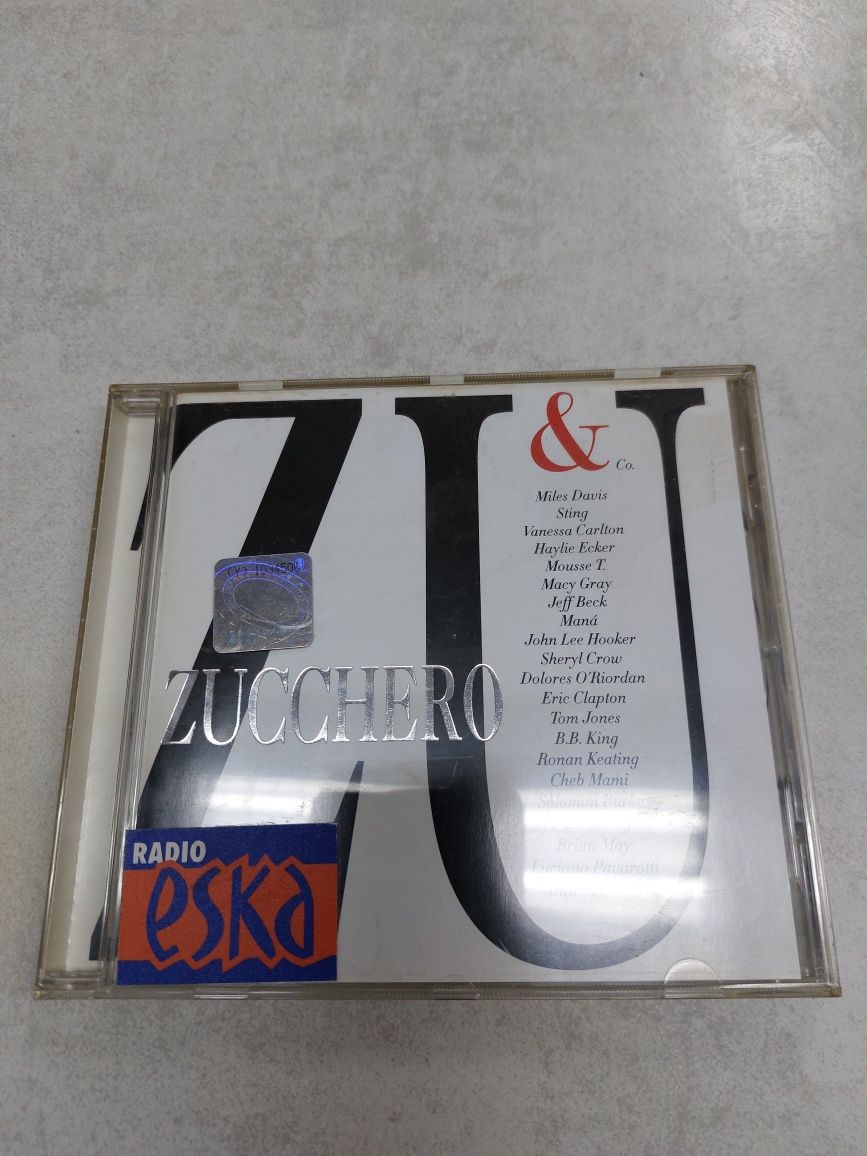 ZU
&
Co.
Miles Davis
Sting
Vanessa Carlton
Haylie Ecker
Mousse T.
Macy Gray
Jeff Beck
Maná
John Lee Hooker
Sheryl Crow
Dolores O'Riordan
Eric Clapton
Tom Jones
B.B. King
Ronan Keating
Cheb Mami
Solomon Burke
Brian May
Luciano Pavarotti
ZUCCHERO
RADIO
esKa